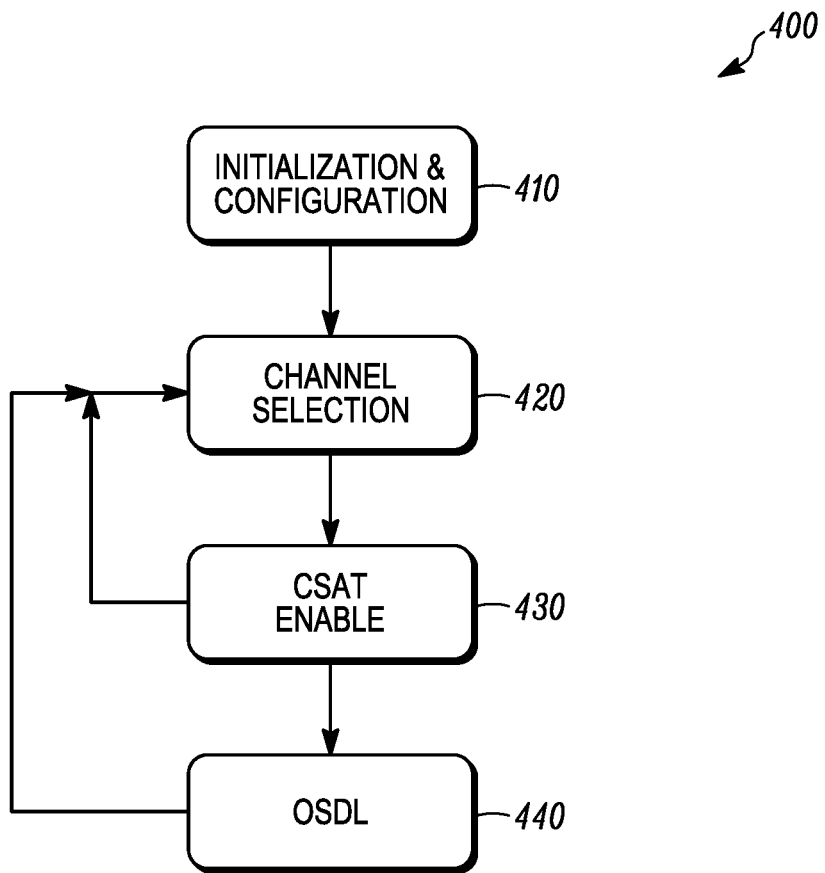 400
INITIALIZATION &
CONFIGURATION
410
CHANNEL
SELECTION
420
CSAT
ENABLE
430
OSDL
440